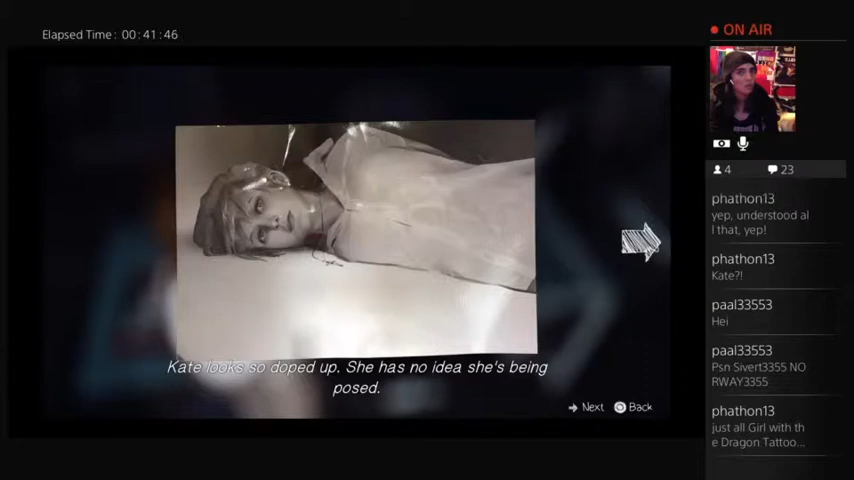 Elapsed Time: 00:41:46
ON AIR
4
23
phathon13
yep, understood al
l that, yep!
phathon13
Kate?!
paal33553
Hei
paal33553
Psn Sivert3355 NO
RWAY3355
phathon13
just all Girl with th
e Dragon Tattoo...
Kate looks so doped up. She has no idea she's being
posed.
Next
Back